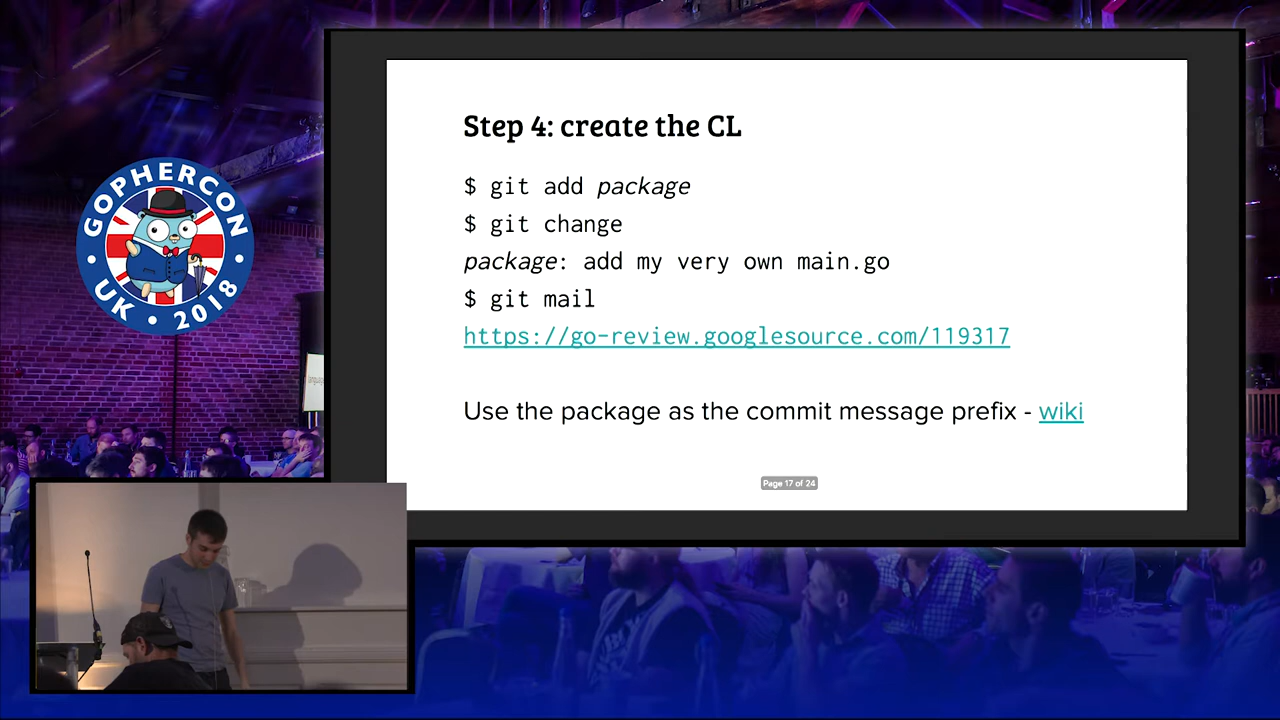 GOPHERCON
UK • 2018
Step 4: create the CL
$ git add package
$ git change
package: add my very own main.go
$ git mail
https://go-review.googlesource.com/119317
Use the package as the commit message prefix - wiki
Page 17 of 24